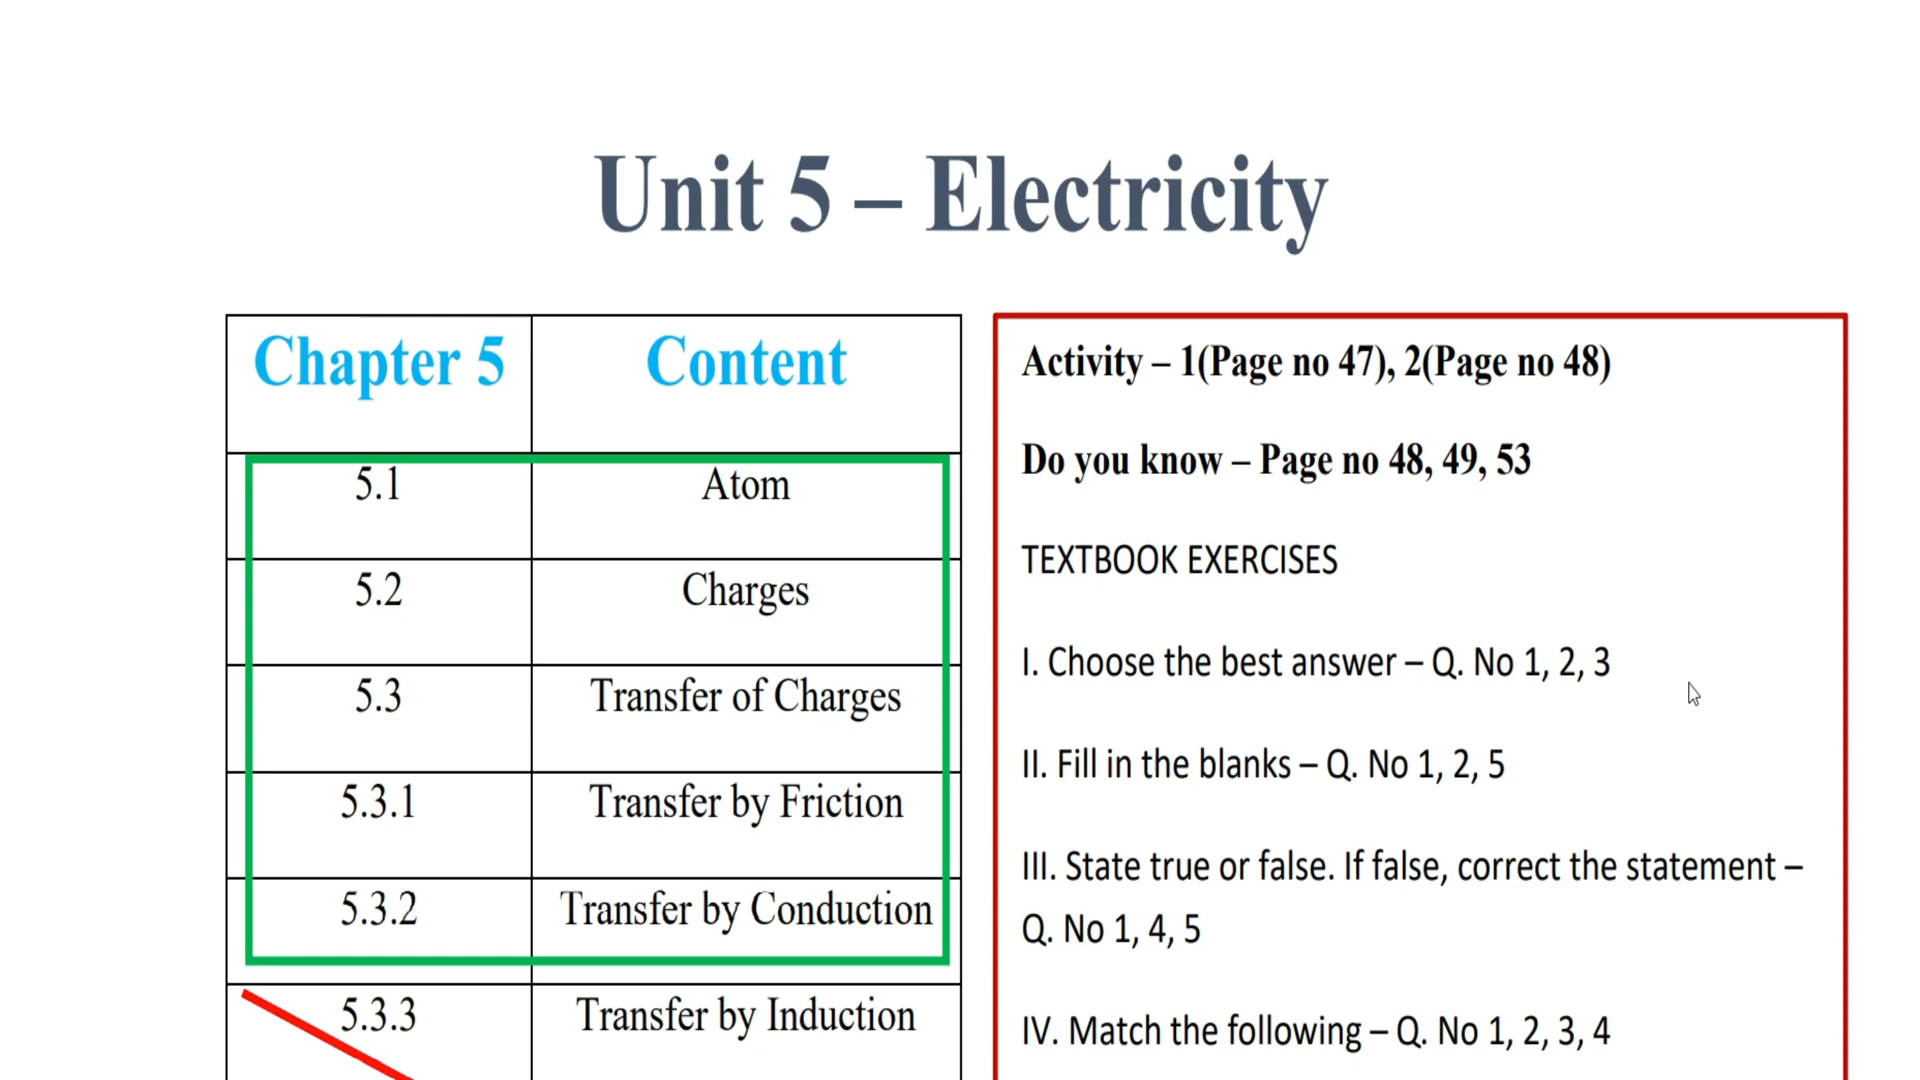 Unit 5 – Electricity
Chapter 5 Content
5.1 Atom
5.2 Charges
5.3 Transfer of Charges
5.3.1 Transfer by Friction
5.3.2 Transfer by Conduction
5.3.3 Transfer by Induction
Activity – 1(Page no 47), 2(Page no 48)
Do you know – Page no 48, 49, 53
TEXTBOOK EXERCISES
I. Choose the best answer – Q. No 1, 2, 3
II. Fill in the blanks – Q. No 1, 2, 5
III. State true or false. If false, correct the statement –
Q. No 1, 4, 5
IV. Match the following – Q. No 1, 2, 3, 4